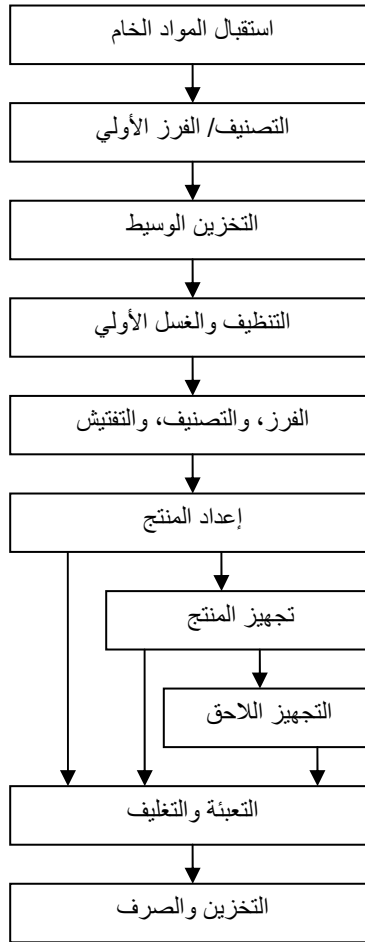 استقبال المواد الخام
التصنيف/ الفرز الأولي
التخزين الوسيط
التنظيف والغسل الأولي
الفرز، والتصنيف، والتفتيش
إعداد المنتج
تجهيز المنتج
التجهيز اللاحق
التعبئة والتغليف
التخزين والصرف